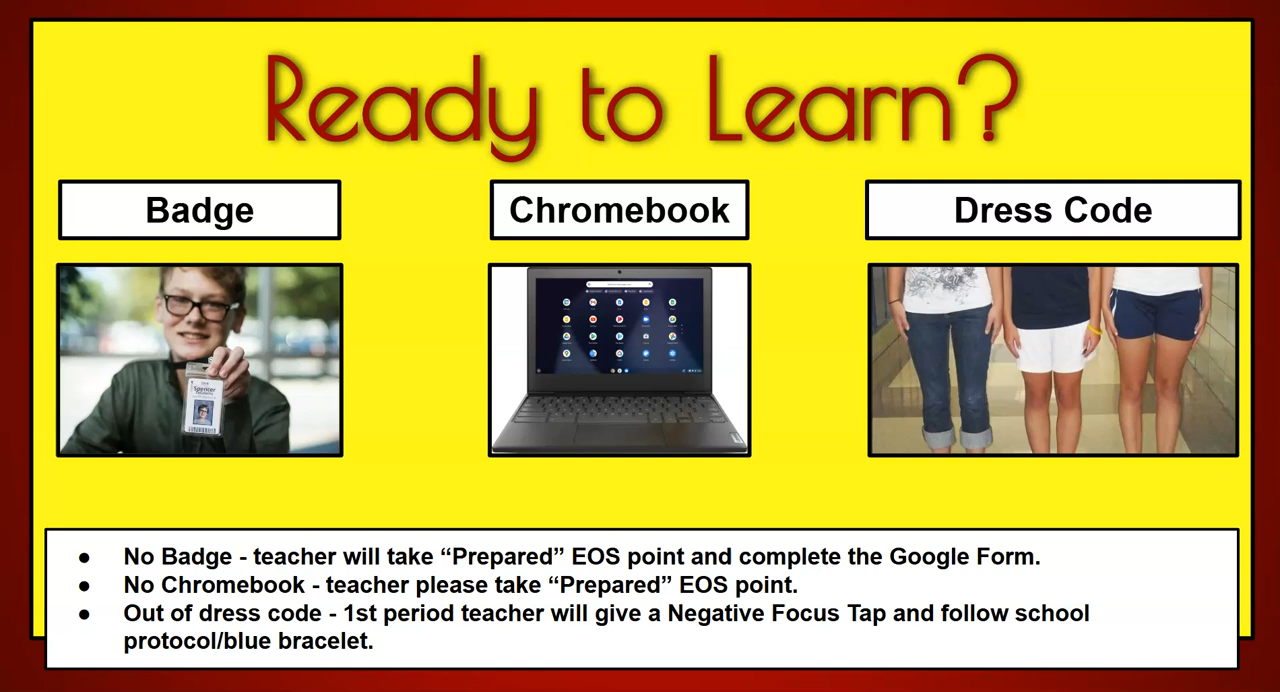 Ready to Learn?
Badge
Chromebook
Dress Code
Spencer
● No Badge - teacher will take “Prepared” EOS point and complete the Google Form.
● No Chromebook - teacher please take “Prepared” EOS point.
● Out of dress code - 1st period teacher will give a Negative Focus Tap and follow school
protocol/blue bracelet.